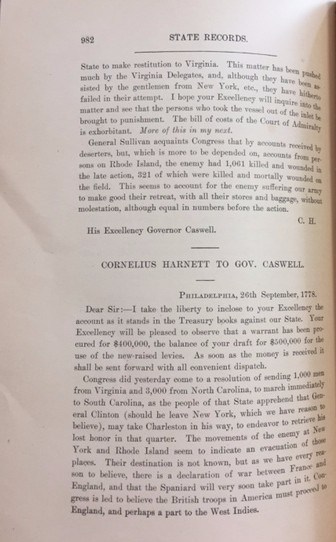 982 STATE RECORDS.
State to make restitution to Virginia. This matter has been pushed
much by the Virginia Delegates, and, although they have been as-
sisted by the gentlemen from New York, etc., they have hitherto
failed in their attempt. I hope your Excellency will inquire into the
matter and see that the persons who took the vessel out of the inlet be
brought to punishment. The bill of costs of the Court of Admiralty
is exhorbitant. More of this in my next.
General Sullivan acquaints Congress that by accounts received by
deserters, but, which is more to be depended on, accounts from per-
sons on Rhode Island, the enemy had 1,061 killed and wounded in
the late action, 321 of which were killed and mortally wounded on
the field. This seems to account for the enemy suffering our army
to make good their retreat, with all their stores and baggage, without
molestation, although equal in numbers before the action.
C. H.
His Excellency Governor Caswell.
CORNELIUS HARNETT TO GOV. CASWELL.
PHILADELPHIA, 26th September, 1778.
Dear Sir:—I take the liberty to inclose to your Excellency the
account as it stands in the Treasury books against our State. Your
Excellency will be pleased to observe that a warrant has been pro-
cured for $400,000, the balance of your draft for $500,000 for the
use of the new-raised levies. As soon as the money is received it
shall be sent forward with all convenient dispatch.
Congress did yesterday come to a resolution of sending 1,000 men
from Virginia and 3,000 from North Carolina, to march immediately
to South Carolina, as the people of that State apprehend that Gen-
eral Clinton (should he leave New York, which we have reason to
believe), may take Charleston in his way, to endeavor to retrieve his
lost honor in that quarter. The movements of the enemy at New
York and Rhode Island seem to indicate an evacuation of those
places. Their destination is not known, but as we have every rea-
son to believe, there is a declaration of war between France and
England, and that the Spaniard will very soon take part in it. Con-
gress is led to believe the British troops in America must proceed to
England, and perhaps a part to the West Indies.